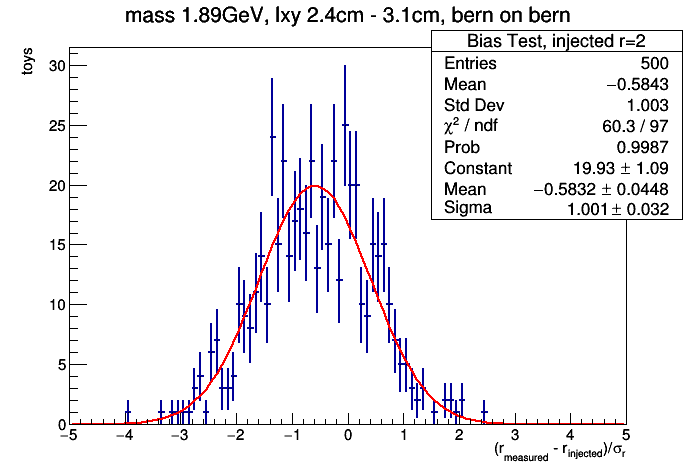 mass 1.89GeV, lxy 2.4cm - 3.1cm, bern on bern
Bias Test, injected r=2
Entries 500
Mean −0.5843
Std Dev 1.003
χ² / ndf 60.3 / 97
Prob 0.9987
Constant 19.93 ± 1.09
Mean −0.5832 ± 0.0448
Sigma 1.001 ± 0.032
toys
30
25
20
15
10
5
0
−5 −4 −3 −2 −1 0 1 2 3 4 5
(r_measured - r_injected)/σ_r